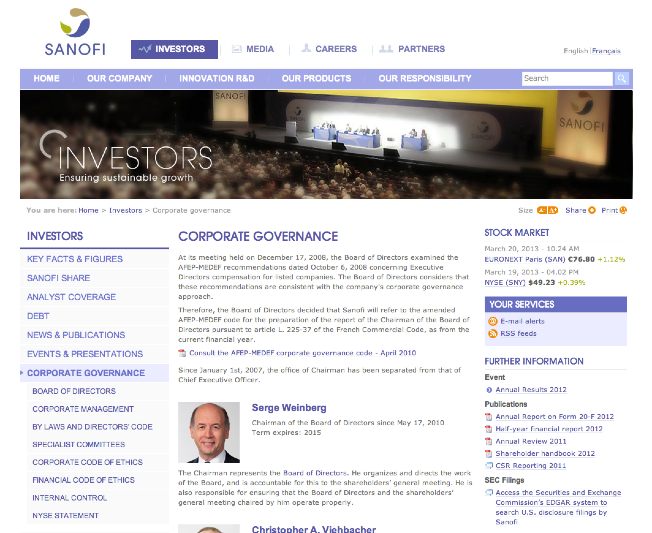 SANOFI
INVESTORS
MEDIA
CAREERS
PARTNERS
English|Français
HOME
OUR COMPANY
INNOVATION R&D
OUR PRODUCTS
OUR RESPONSIBILITY
Search
SANOFI
SANOFI
INVESTORS
Ensuring sustainable growth
You are here: Home > Investors > Corporate governance
Size A- A+ Share Print
INVESTORS
KEY FACTS & FIGURES
SANOFI SHARE
ANALYST COVERAGE
DEBT
NEWS & PUBLICATIONS
EVENTS & PRESENTATIONS
CORPORATE GOVERNANCE
BOARD OF DIRECTORS
CORPORATE MANAGEMENT
BY LAWS AND DIRECTORS' CODE
SPECIALIST COMMITTEES
CORPORATE CODE OF ETHICS
FINANCIAL CODE OF ETHICS
INTERNAL CONTROL
NYSE STATEMENT
CORPORATE GOVERNANCE
At its meeting held on December 17, 2008, the Board of Directors examined the
AFEP-MEDEF recommendations dated October 6, 2008 concerning Executive
Directors compensation for listed companies. The Board of Directors considers that
these recommendations are consistent with the company's corporate governance
approach.
Therefore, the Board of Directors decided that Sanofi will refer to the amended
AFEP-MEDEF code for the preparation of the report of the Chairman of the Board of
Directors pursuant to article L. 225-37 of the French Commercial Code, as from the
current financial year.
Consult the AFEP-MEDEF corporate governance code - April 2010
Since January 1st, 2007, the office of Chairman has been separated from that of
Chief Executive Officer.
Serge Weinberg
Chairman of the Board of Directors since May 17, 2010
Term expires: 2015
The Chairman represents the Board of Directors. He organizes and directs the work
of the Board, and is accountable for this to the shareholders' general meeting. He is
also responsible for ensuring that the Board of Directors and the shareholders'
general meeting chaired by him operate properly.
Christopher A. Viehbacher
STOCK MARKET
March 20, 2013 - 10.24 AM
EURONEXT Paris (SAN) €76.80 +1.12%
March 19, 2013 - 04.02 PM
NYSE (SNY) $49.23 +0.39%
YOUR SERVICES
E-mail alerts
RSS feeds
FURTHER INFORMATION
Event
Annual Results 2012
Publications
Annual Report on Form 20-F 2012
Half-year financial report 2012
Annual Review 2011
Shareholder handbook 2012
CSR Reporting 2011
SEC Filings
Access the Securities and Exchange
Commission's EDGAR system to
search U.S. disclosure filings by
Sanofi